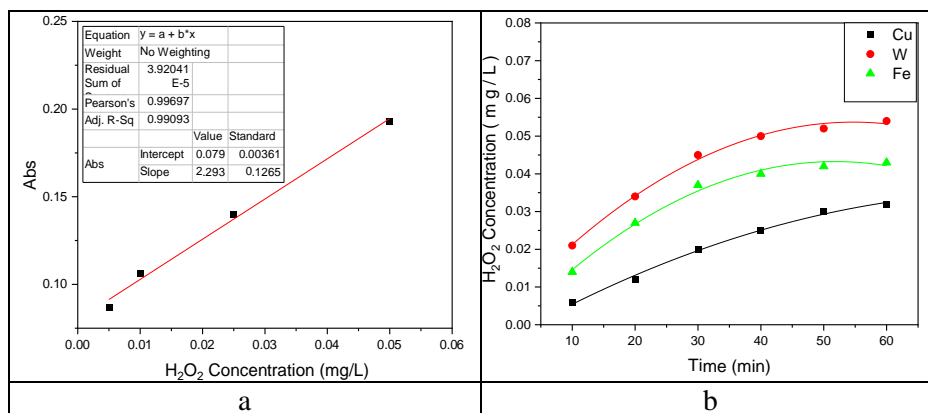 Equation y = a + b*x
Weight No Weighting
Residual 3.92041
Sum of E-5
Pearson's 0.99697
Adj. R-Sq 0.99093
Value Standard
Abs Intercept 0.079 0.00361
Slope 2.293 0.1265
0.25
0.20
0.15
0.10
Abs
0.00 0.01 0.02 0.03 0.04 0.05 0.06
H₂O₂ Concentration (mg/L)
a
Cu
W
Fe
0.08
0.07
0.06
0.05
0.04
0.03
0.02
0.01
0.00
H₂O₂ Concentration ( m g / L )
10 20 30 40 50 60
Time (min)
b